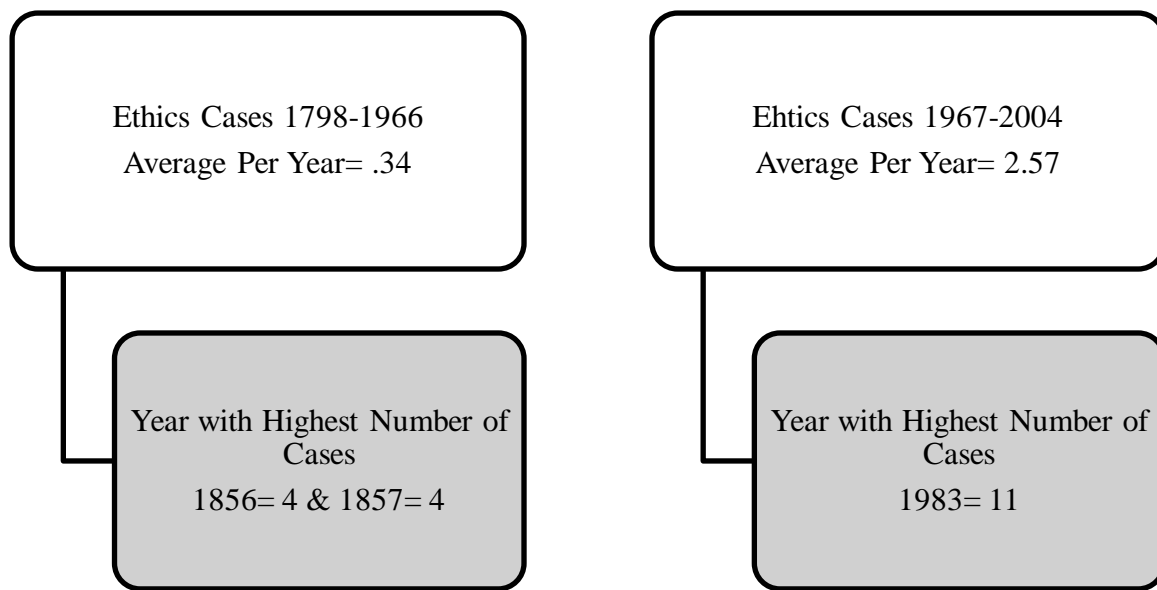 Ethics Cases 1798-1966
Average Per Year= .34
Year with Highest Number of
Cases
1856= 4 & 1857= 4
Ehtics Cases 1967-2004
Average Per Year= 2.57
Year with Highest Number of
Cases
1983= 11